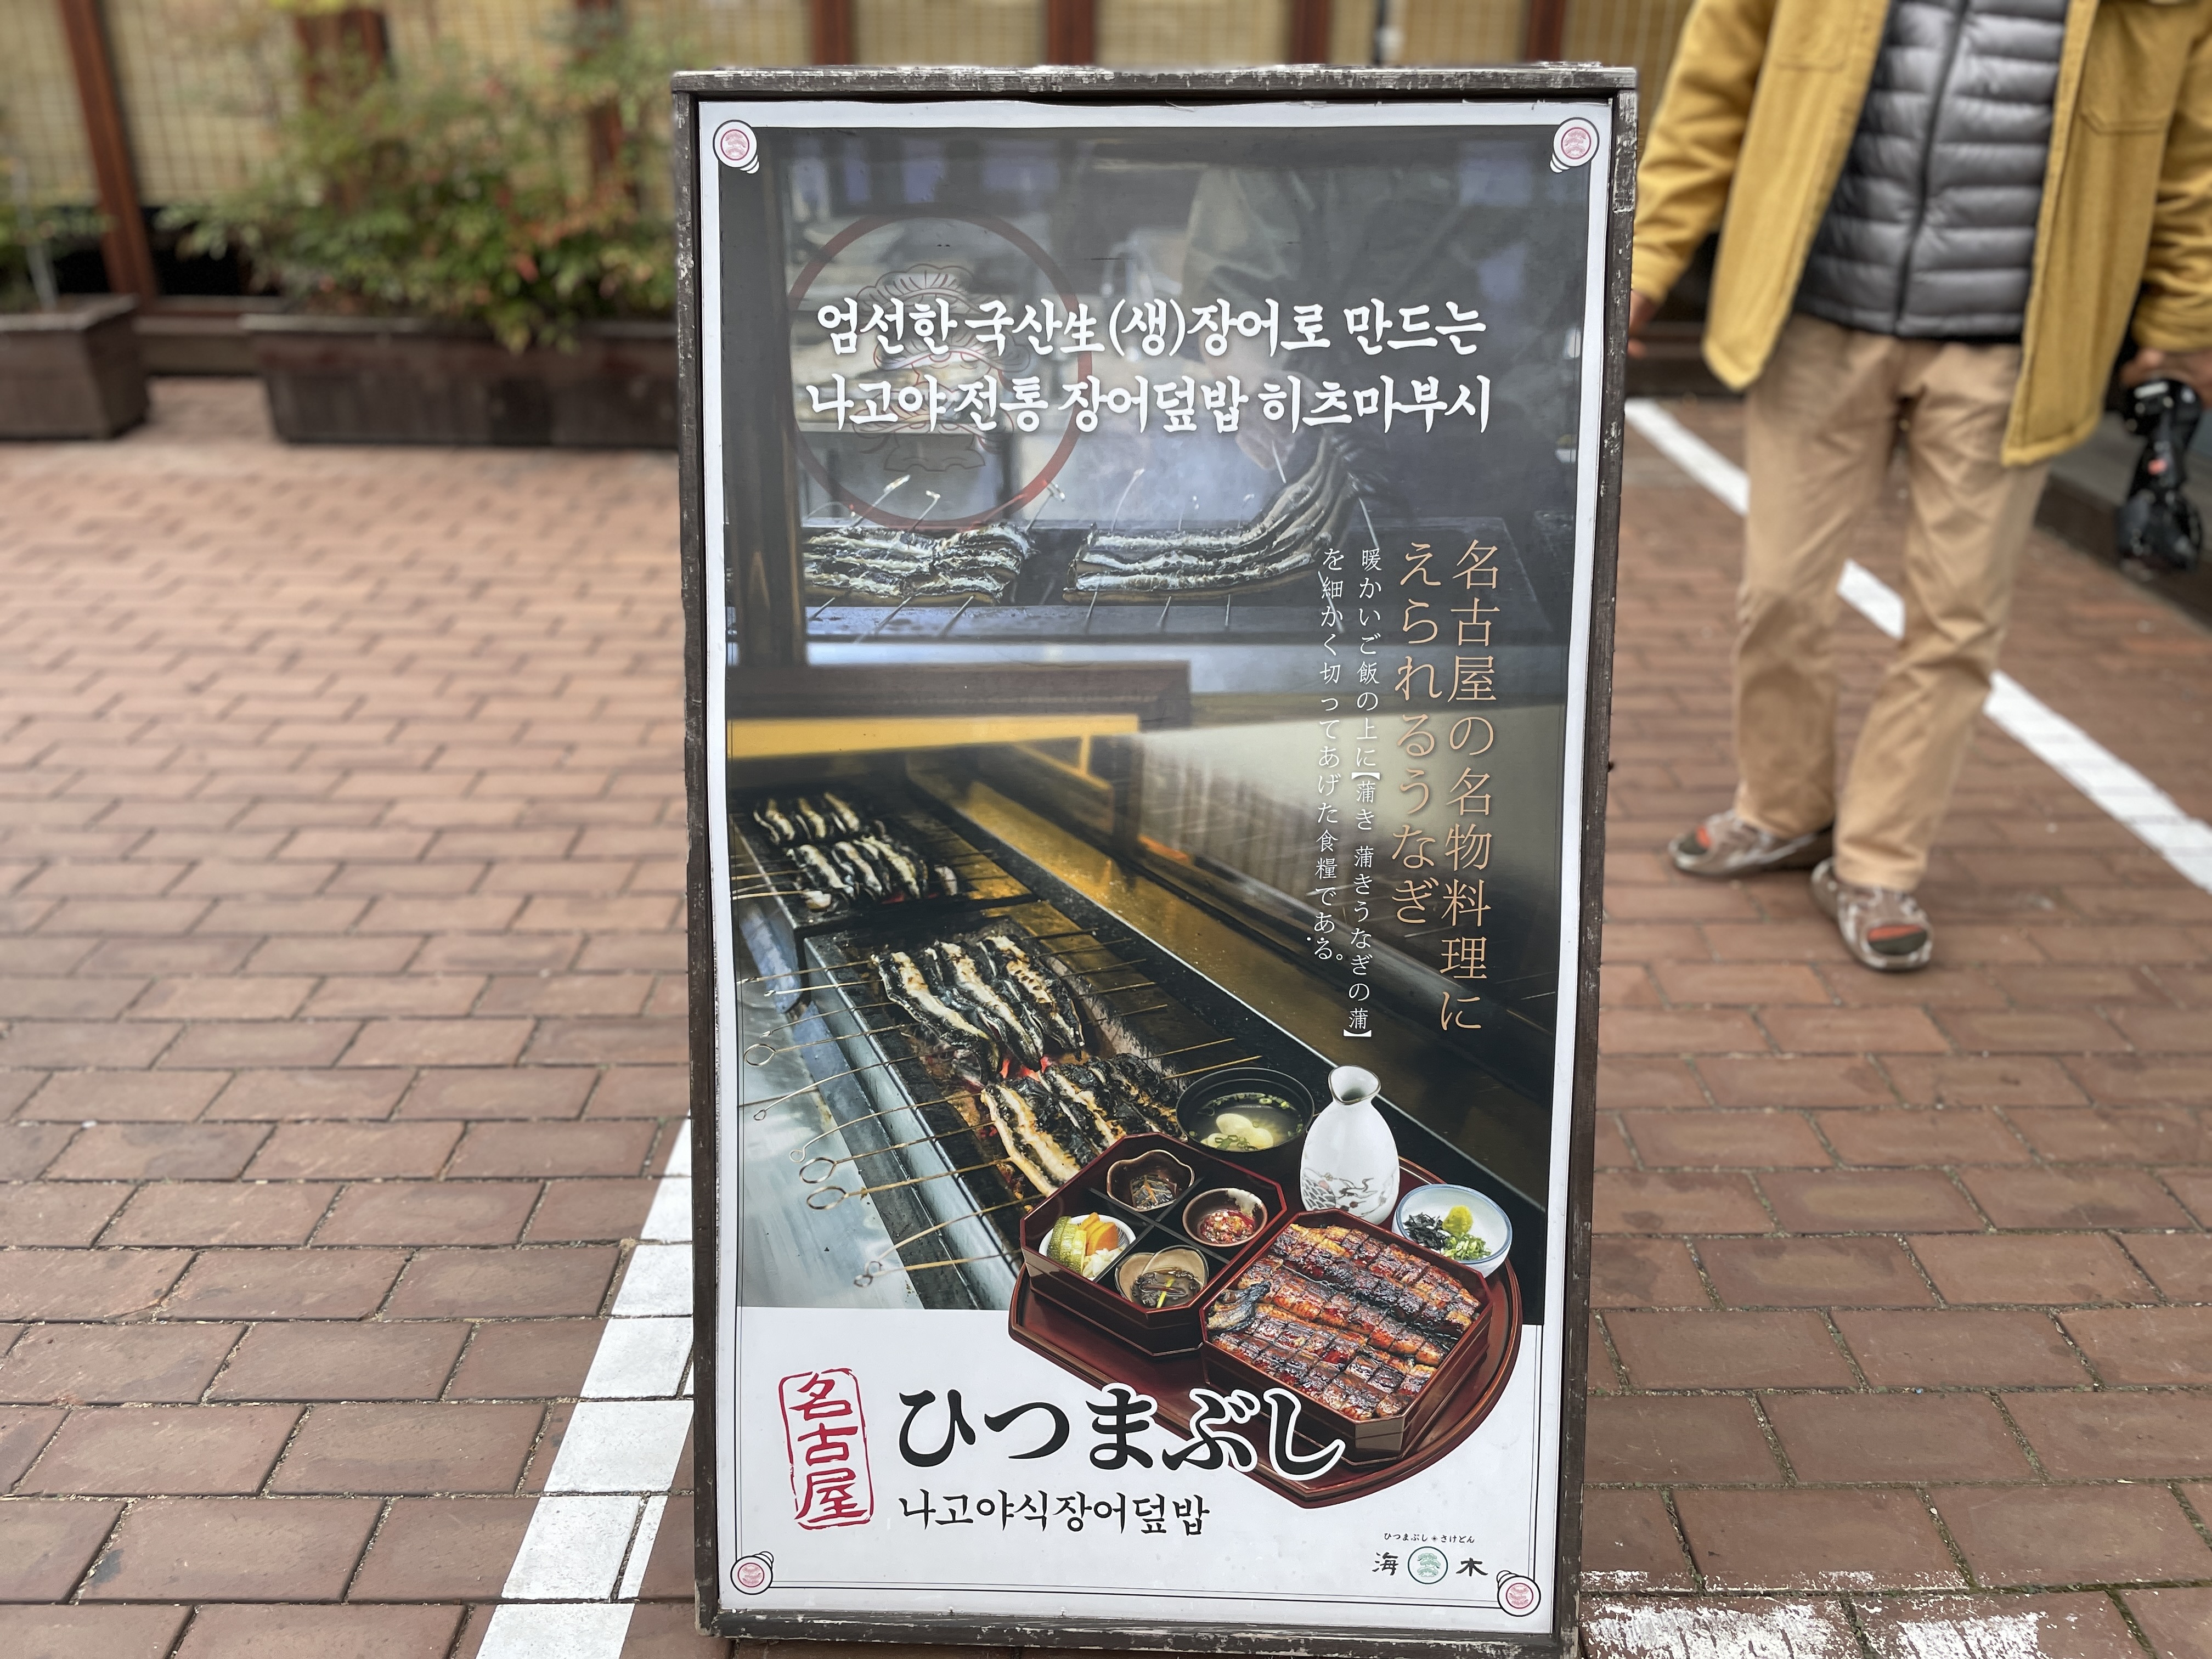 엄선한 국산生(생)장어로 만드는
나고야 전통 장어덮밥 히츠마부시
名古屋の名物料理に
えられるうなぎ
暖かいご飯の上に【蒲き 蒲きうなぎの蒲】
を細かく切ってあげた食糧である。
名古屋
ひつまぶし
나고야식장어덮밥
ひつまぶし＊さけどん
海 木